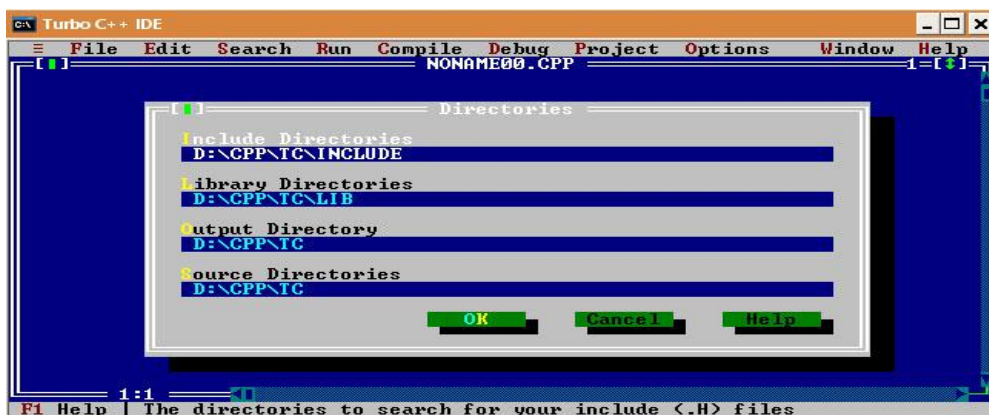 Turbo C++ IDE
≡ File Edit Search Run Compile Debug Project Options Window Help
NONAME00.CPP 1
Directories
Include Directories
D:\CPP\TC\INCLUDE
Library Directories
D:\CPP\TC\LIB
Output Directory
D:\CPP\TC
Source Directories
D:\CPP\TC
OK Cancel Help
1:1
F1 Help | The directories to search for your include (.H) files